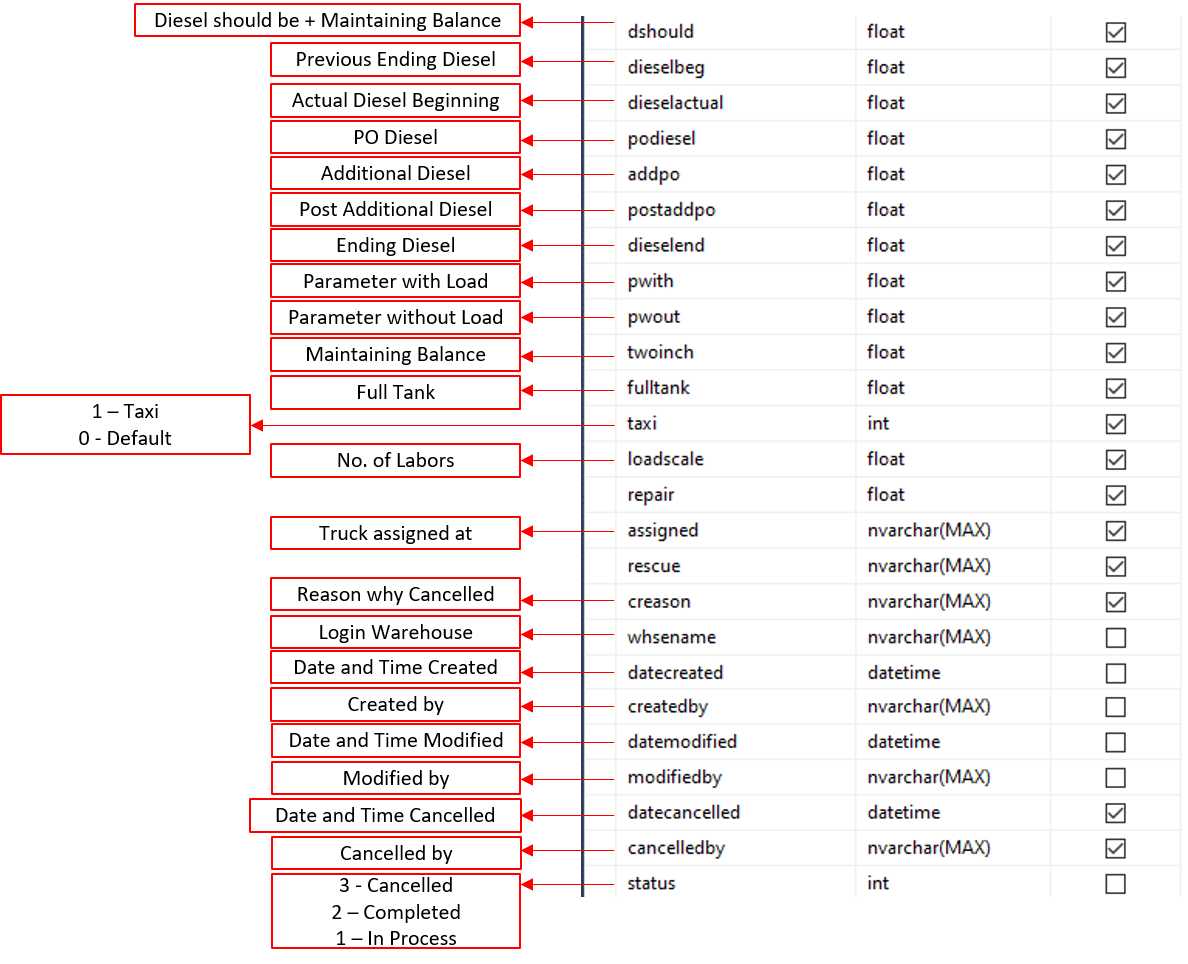 Diesel should be + Maintaining Balance dshould float
Previous Ending Diesel dieselbeg float
Actual Diesel Beginning dieselactual float
PO Diesel podiesel float
Additional Diesel addpo float
Post Additional Diesel postaddpo float
Ending Diesel dieselend float
Parameter with Load pwith float
Parameter without Load pwout float
Maintaining Balance twoinch float
Full Tank fulltank float
1 – Taxi
0 - Default
taxi int
No. of Labors loadscale float
repair float
Truck assigned at assigned nvarchar(MAX)
rescue nvarchar(MAX)
Reason why Cancelled creason nvarchar(MAX)
Login Warehouse whsename nvarchar(MAX)
Date and Time Created datecreated datetime
Created by createdby nvarchar(MAX)
Date and Time Modified datemodified datetime
Modified by modifiedby nvarchar(MAX)
Date and Time Cancelled datecancelled datetime
Cancelled by cancelledby nvarchar(MAX)
3 - Cancelled status int
2 – Completed
1 – In Process